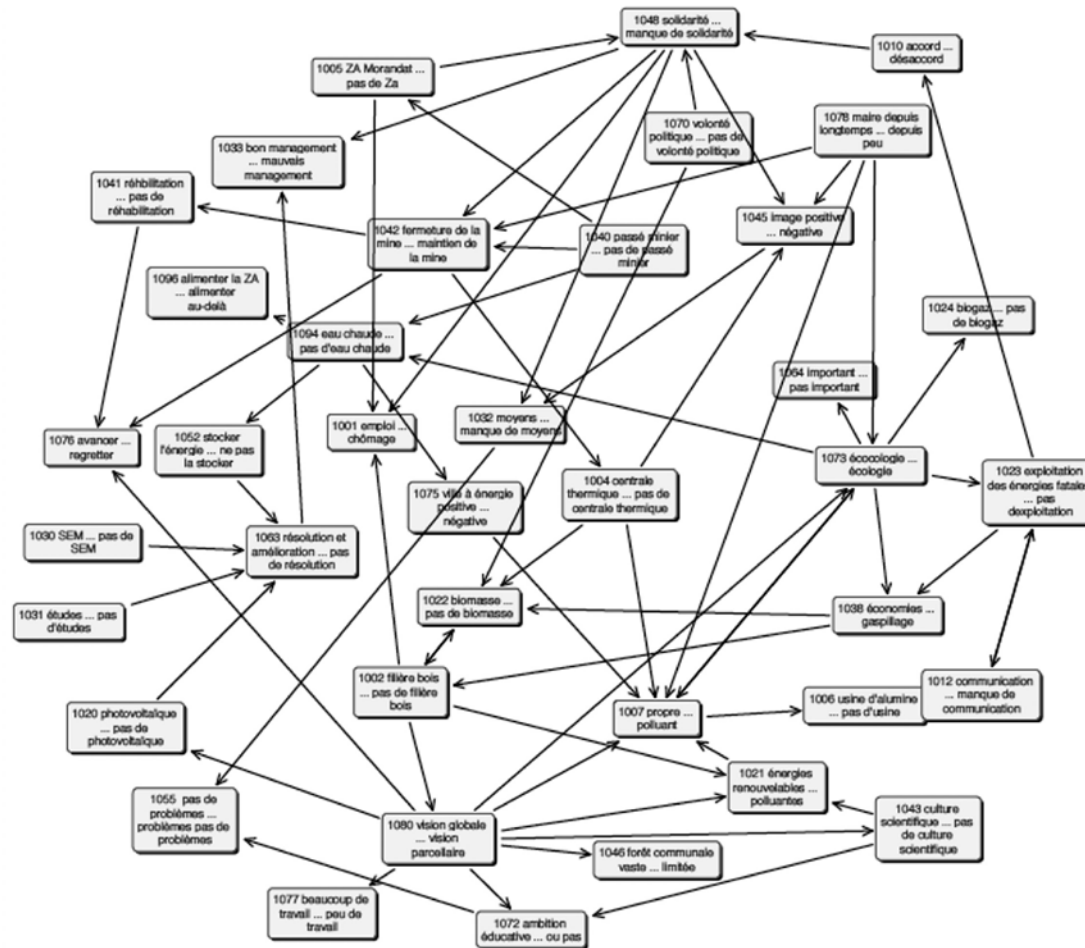 1048 solidarité ...
manque de solidarité
1010 accord ...
désaccord
1005 ZA Morandat ...
pas de Za
1070 volonté
politique ... pas de
volonté politique
1078 maire depuis
longtemps ... depuis
peu
1033 bon management
... mauvais
management
1041 réhbilitation
... pas de
réhabilitation
1042 fermeture de la
mine ... maintien de
la mine
1040 passé minier
... pas de passé
minier
1045 image positive
... négative
1096 alimenter la ZA
... alimenter
au-delà
1024 biogaz ... pas
de biogaz
1094 eau chaude ...
pas d'eau chaude
1064 important ...
pas important
1076 avancer ...
regretter
1052 stocker
l'énergie ... ne pas
la stocker
1001 emploi ...
chômage
1032 moyens ...
manque de moyens
1073 écocologie ...
écologie
1023 exploitation
des énergies fatales
... pas
dexploitation
1075 ville à énergie
positive ...
négative
1004 centrale
thermique ... pas de
centrale thermique
1030 SEM ... pas de
SEM
1063 résolution et
amélioration ... pas
de résolution
1031 études ... pas
d'études
1022 biomasse ...
pas de biomasse
1038 économies ...
gaspillage
1002 filière bois
... pas de filière
bois
1012 communication
... manque de
communication
1006 usine d'alumine
... pas d'usine
1007 propre ...
polluant
1020 photovoltaïque
... pas de
photovoltaïque
1021 énergies
renouvelables ...
polluantes
1055 pas de
problèmes ...
problèmes pas de
problèmes
1080 vision globale
... vision
parcellaire
1043 culture
scientifique ... pas
de culture
scientifique
1046 forêt communale
vaste ... limitée
1077 beaucoup de
travail ... peu de
travail
1072 ambition
éducative ... ou pas